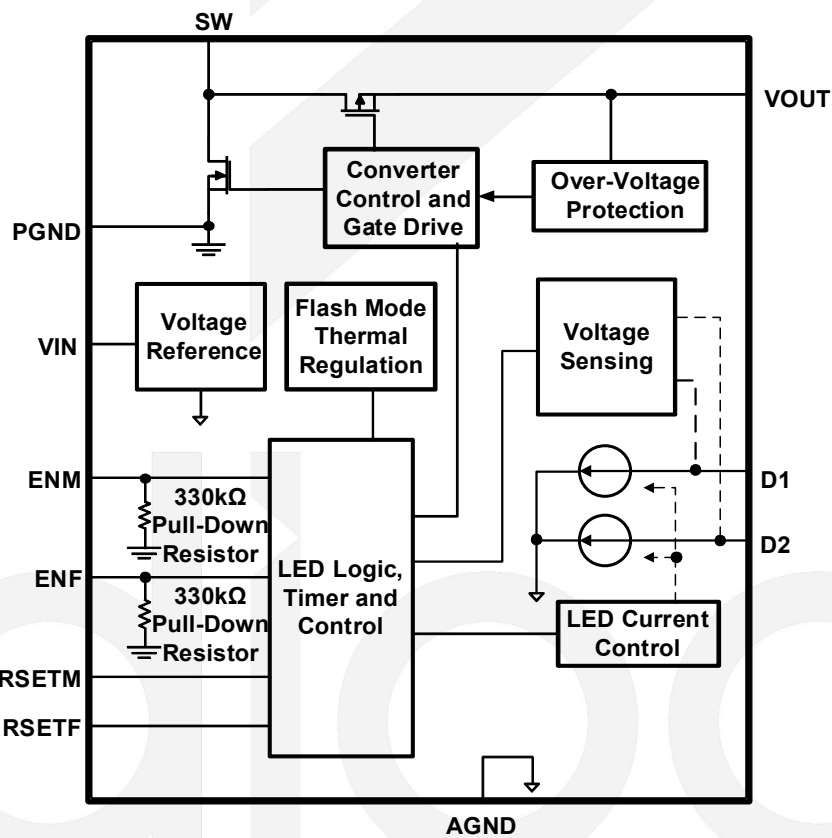 SW
VOUT
Converter
Control and
Gate Drive
Over-Voltage
Protection
PGND
VIN
Voltage
Reference
Flash Mode
Thermal
Regulation
Voltage
Sensing
ENM
330kΩ
Pull-Down
Resistor
ENF
330kΩ
Pull-Down
Resistor
LED Logic,
Timer and
Control
D1
D2
LED Current
Control
RSETM
RSETF
AGND